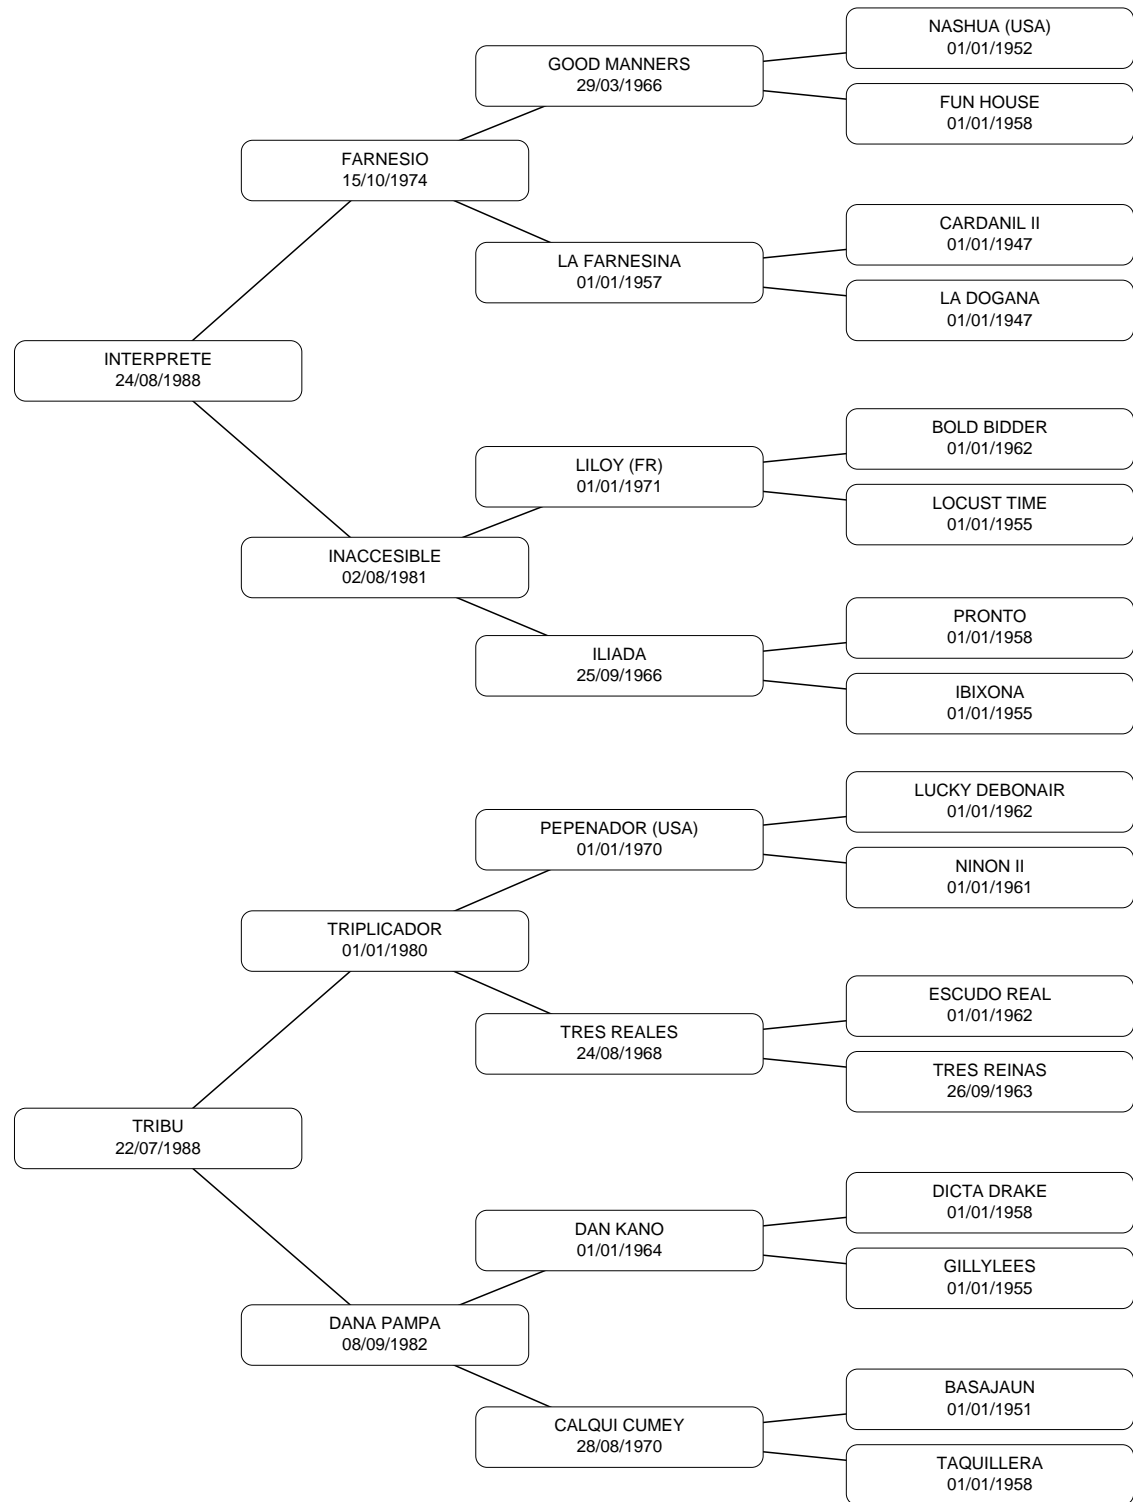 NASHUA (USA)
01/01/1952
GOOD MANNERS
29/03/1966
FUN HOUSE
01/01/1958
FARNESIO
15/10/1974
CARDANIL II
01/01/1947
LA FARNESINA
01/01/1957
LA DOGANA
01/01/1947
INTERPRETE
24/08/1988
BOLD BIDDER
01/01/1962
LILOY (FR)
01/01/1971
LOCUST TIME
01/01/1955
INACCESIBLE
02/08/1981
PRONTO
01/01/1958
ILIADA
25/09/1966
IBIXONA
01/01/1955
LUCKY DEBONAIR
01/01/1962
PEPENADOR (USA)
01/01/1970
NINON II
01/01/1961
TRIPLICADOR
01/01/1980
ESCUDO REAL
01/01/1962
TRES REALES
24/08/1968
TRES REINAS
26/09/1963
TRIBU
22/07/1988
DICTA DRAKE
01/01/1958
DAN KANO
01/01/1964
GILLYLEES
01/01/1955
DANA PAMPA
08/09/1982
BASAJAUN
01/01/1951
CALQUI CUMEY
28/08/1970
TAQUILLERA
01/01/1958